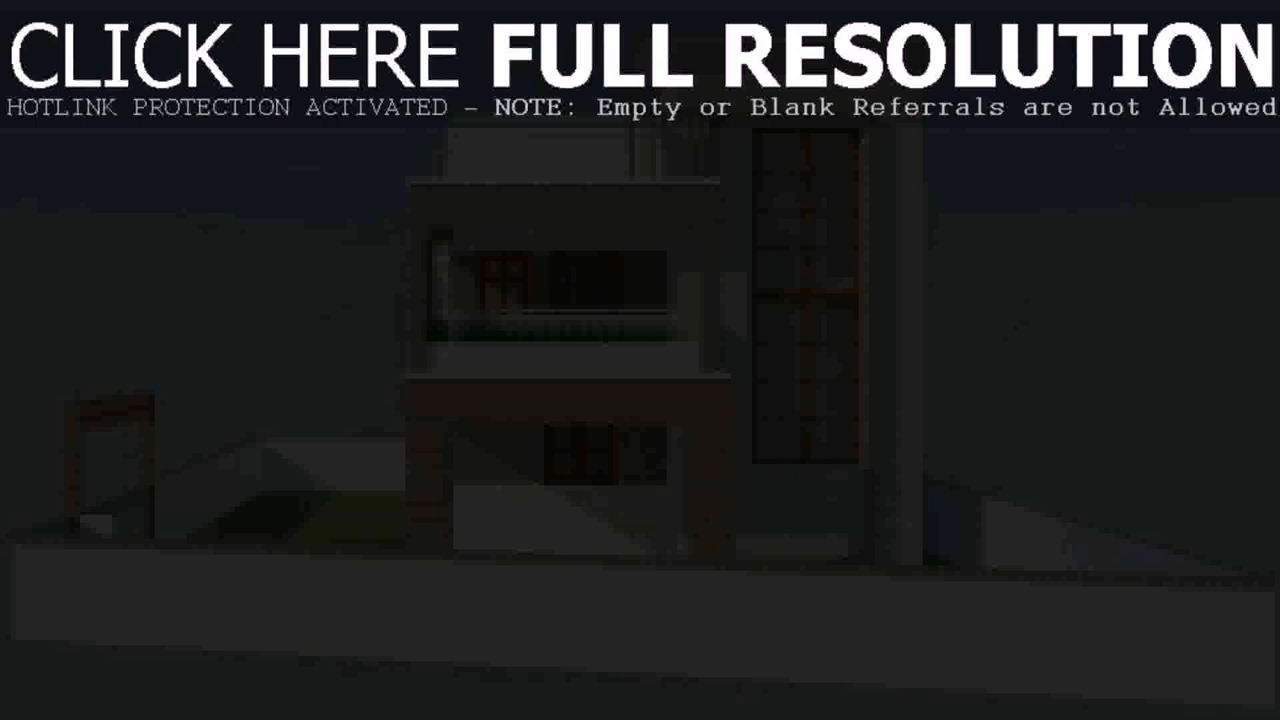 CLICK HERE FULL RESOLUTION
HOTLINK PROTECTION ACTIVATED - NOTE: Empty or Blank Referrals are not Allowed